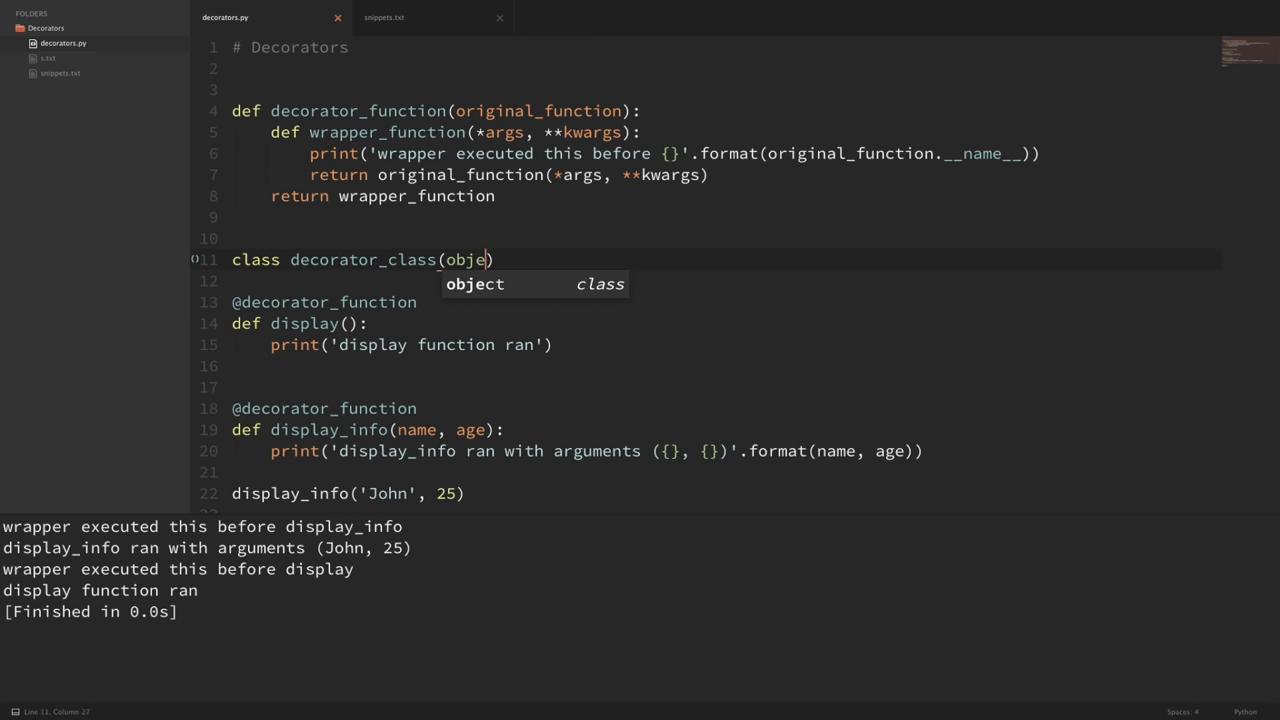 FOLDERS
Decorators
decorators.py
s.txt
snippets.txt
decorators.py
snippets.txt
1 # Decorators
2
3
4 def decorator_function(original_function):
5     def wrapper_function(*args, **kwargs):
6         print('wrapper executed this before {}'.format(original_function.__name__))
7         return original_function(*args, **kwargs)
8     return wrapper_function
9
10
11 class decorator_class(obje)
object class
12
13 @decorator_function
14 def display():
15     print('display function ran')
16
17
18 @decorator_function
19 def display_info(name, age):
20     print('display_info ran with arguments ({}, {})'.format(name, age))
21
22 display_info('John', 25)
wrapper executed this before display_info
display_info ran with arguments (John, 25)
wrapper executed this before display
display function ran
[Finished in 0.0s]
Line 11, Column 27
Spaces: 4
Python